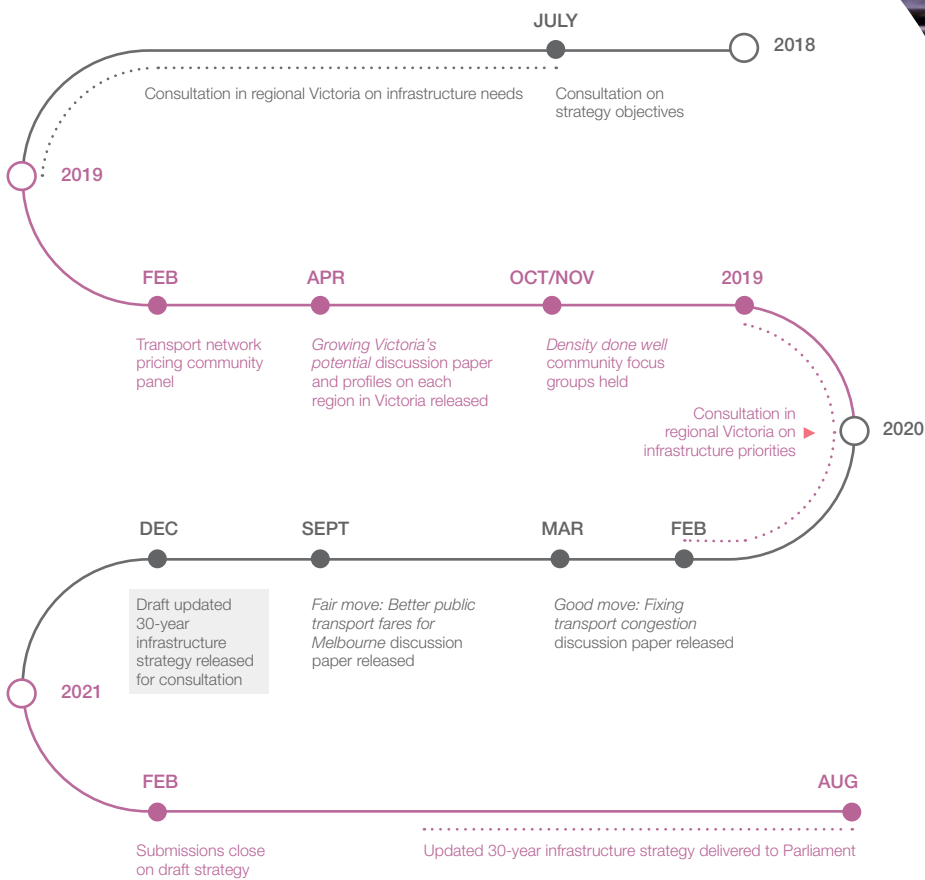 JULY
2018
Consultation in regional Victoria on infrastructure needs
Consultation on
strategy objectives
2019
FEB
Transport network
pricing community
panel
APR
Growing Victoria's
potential discussion paper
and profiles on each
region in Victoria released
OCT/NOV
Density done well
community focus
groups held
2019
Consultation in
regional Victoria on
infrastructure priorities
2020
FEB
MAR
Good move: Fixing
transport congestion
discussion paper released
SEPT
Fair move: Better public
transport fares for
Melbourne discussion
paper released
DEC
Draft updated
30-year
infrastructure
strategy released
for consultation
2021
FEB
Submissions close
on draft strategy
AUG
Updated 30-year infrastructure strategy delivered to Parliament